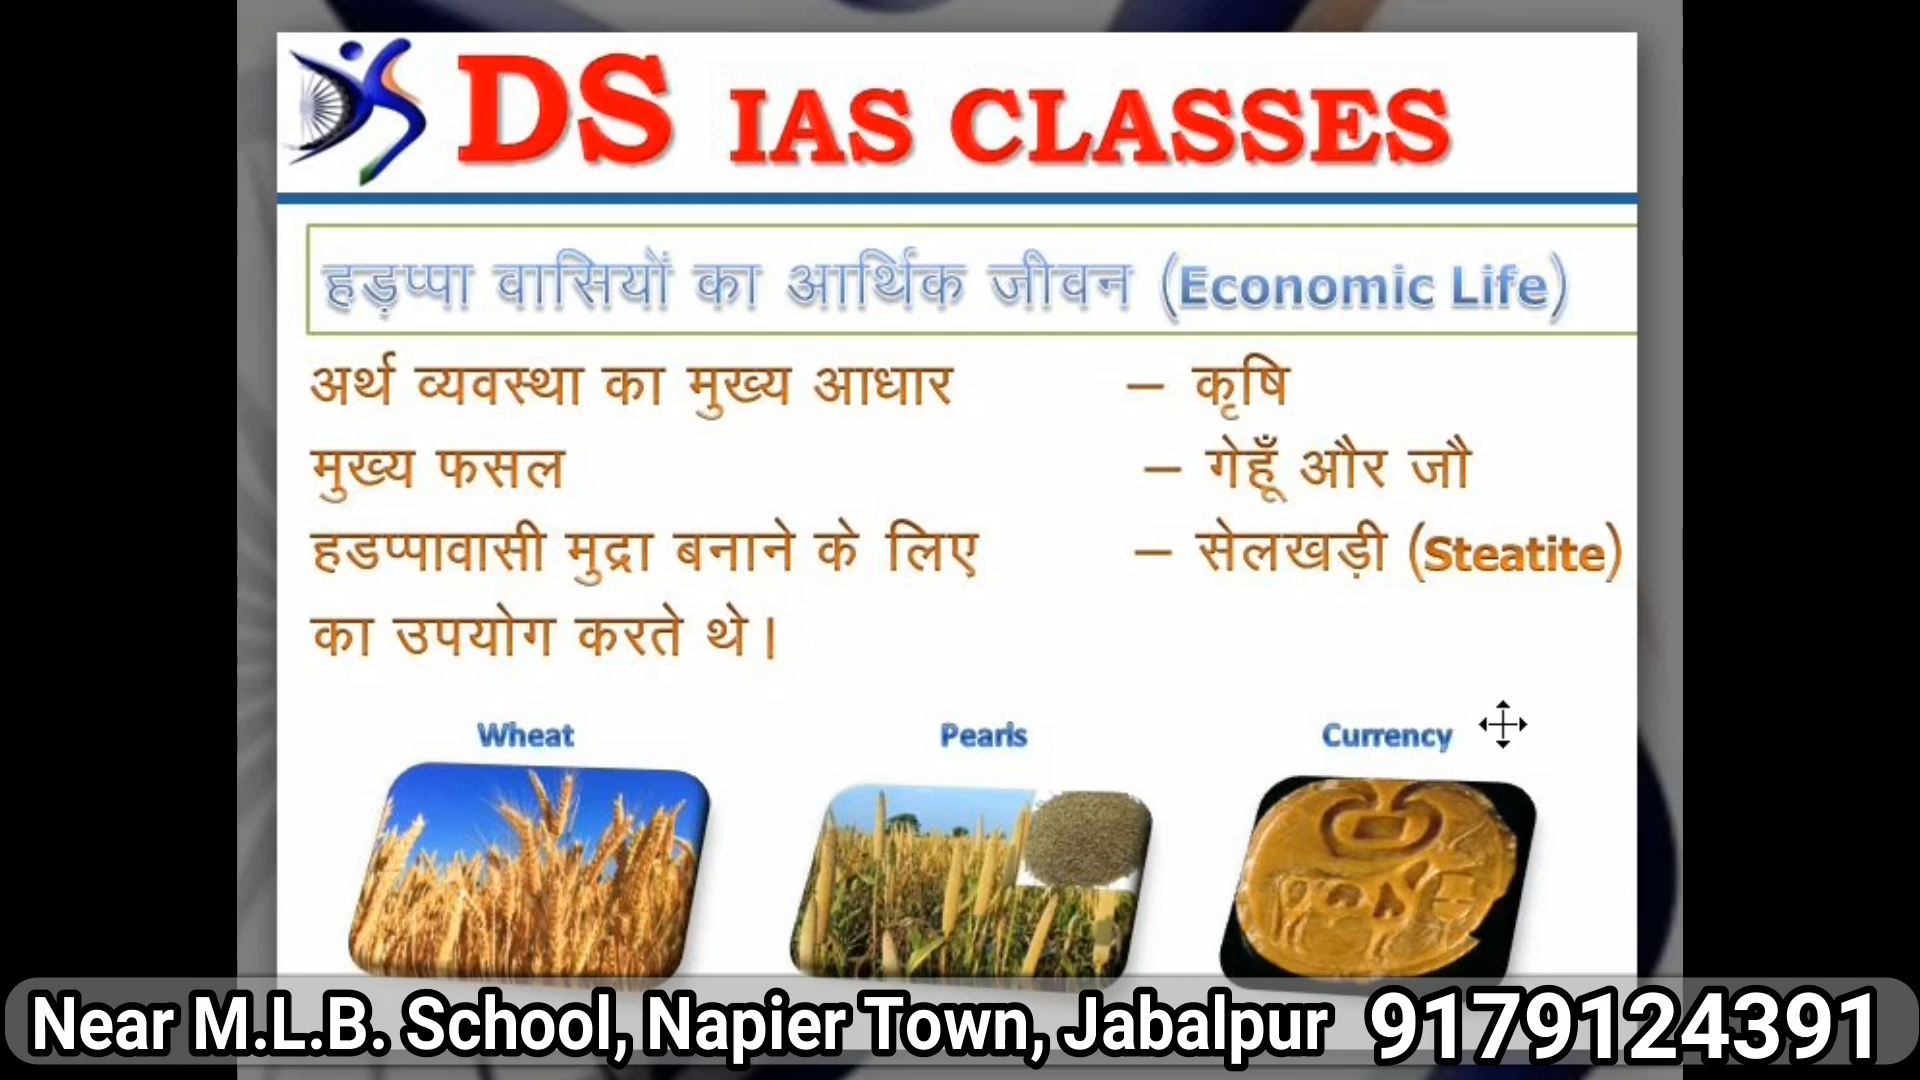 DS IAS CLASSES
हड़प्पा वासियों का आर्थिक जीवन (Economic Life)
अर्थ व्यवस्था का मुख्य आधार – कृषि
मुख्य फसल – गेहूँ और जौ
हडप्पावासी मुद्रा बनाने के लिए – सेलखड़ी (Steatite)
का उपयोग करते थे।
Wheat Pearls Currency
Near M.L.B. School, Napier Town, Jabalpur 9179124391